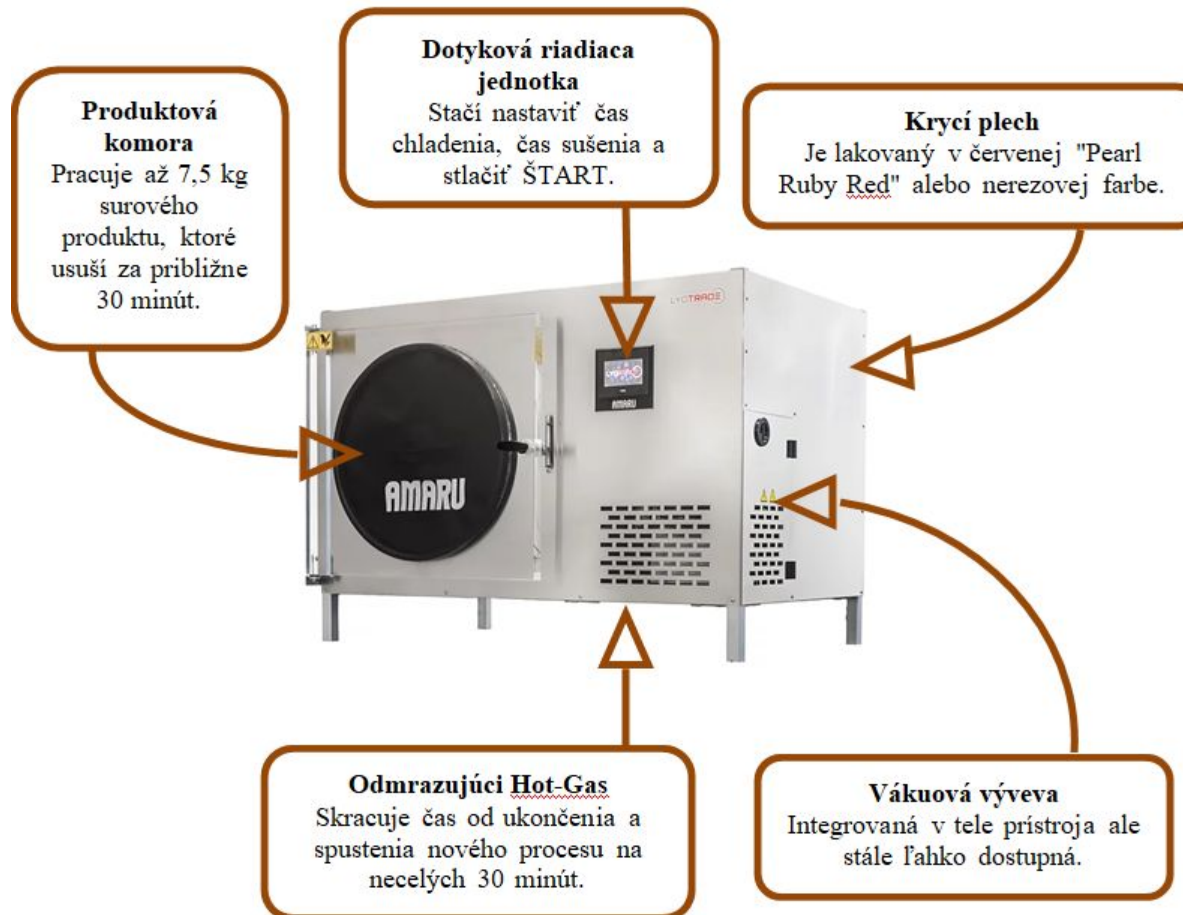 Dotyková riadiaca
jednotka
Stačí nastaviť čas
chladenia, čas sušenia a
stlačiť ŠTART.
Produktová
komora
Pracuje až 7,5 kg
surového
produktu, ktoré
usuší za približne
30 minút.
Krycí plech
Je lakovaný v červenej "Pearl
Ruby Red" alebo nerezovej farbe.
LYOTRADE
AMARU
AMARU
Odmrazujúci Hot-Gas
Skracuje čas od ukončenia a
spustenia nového procesu na
necelých 30 minút.
Vákuová výveva
Integrovaná v tele prístroja ale
stále ľahko dostupná.